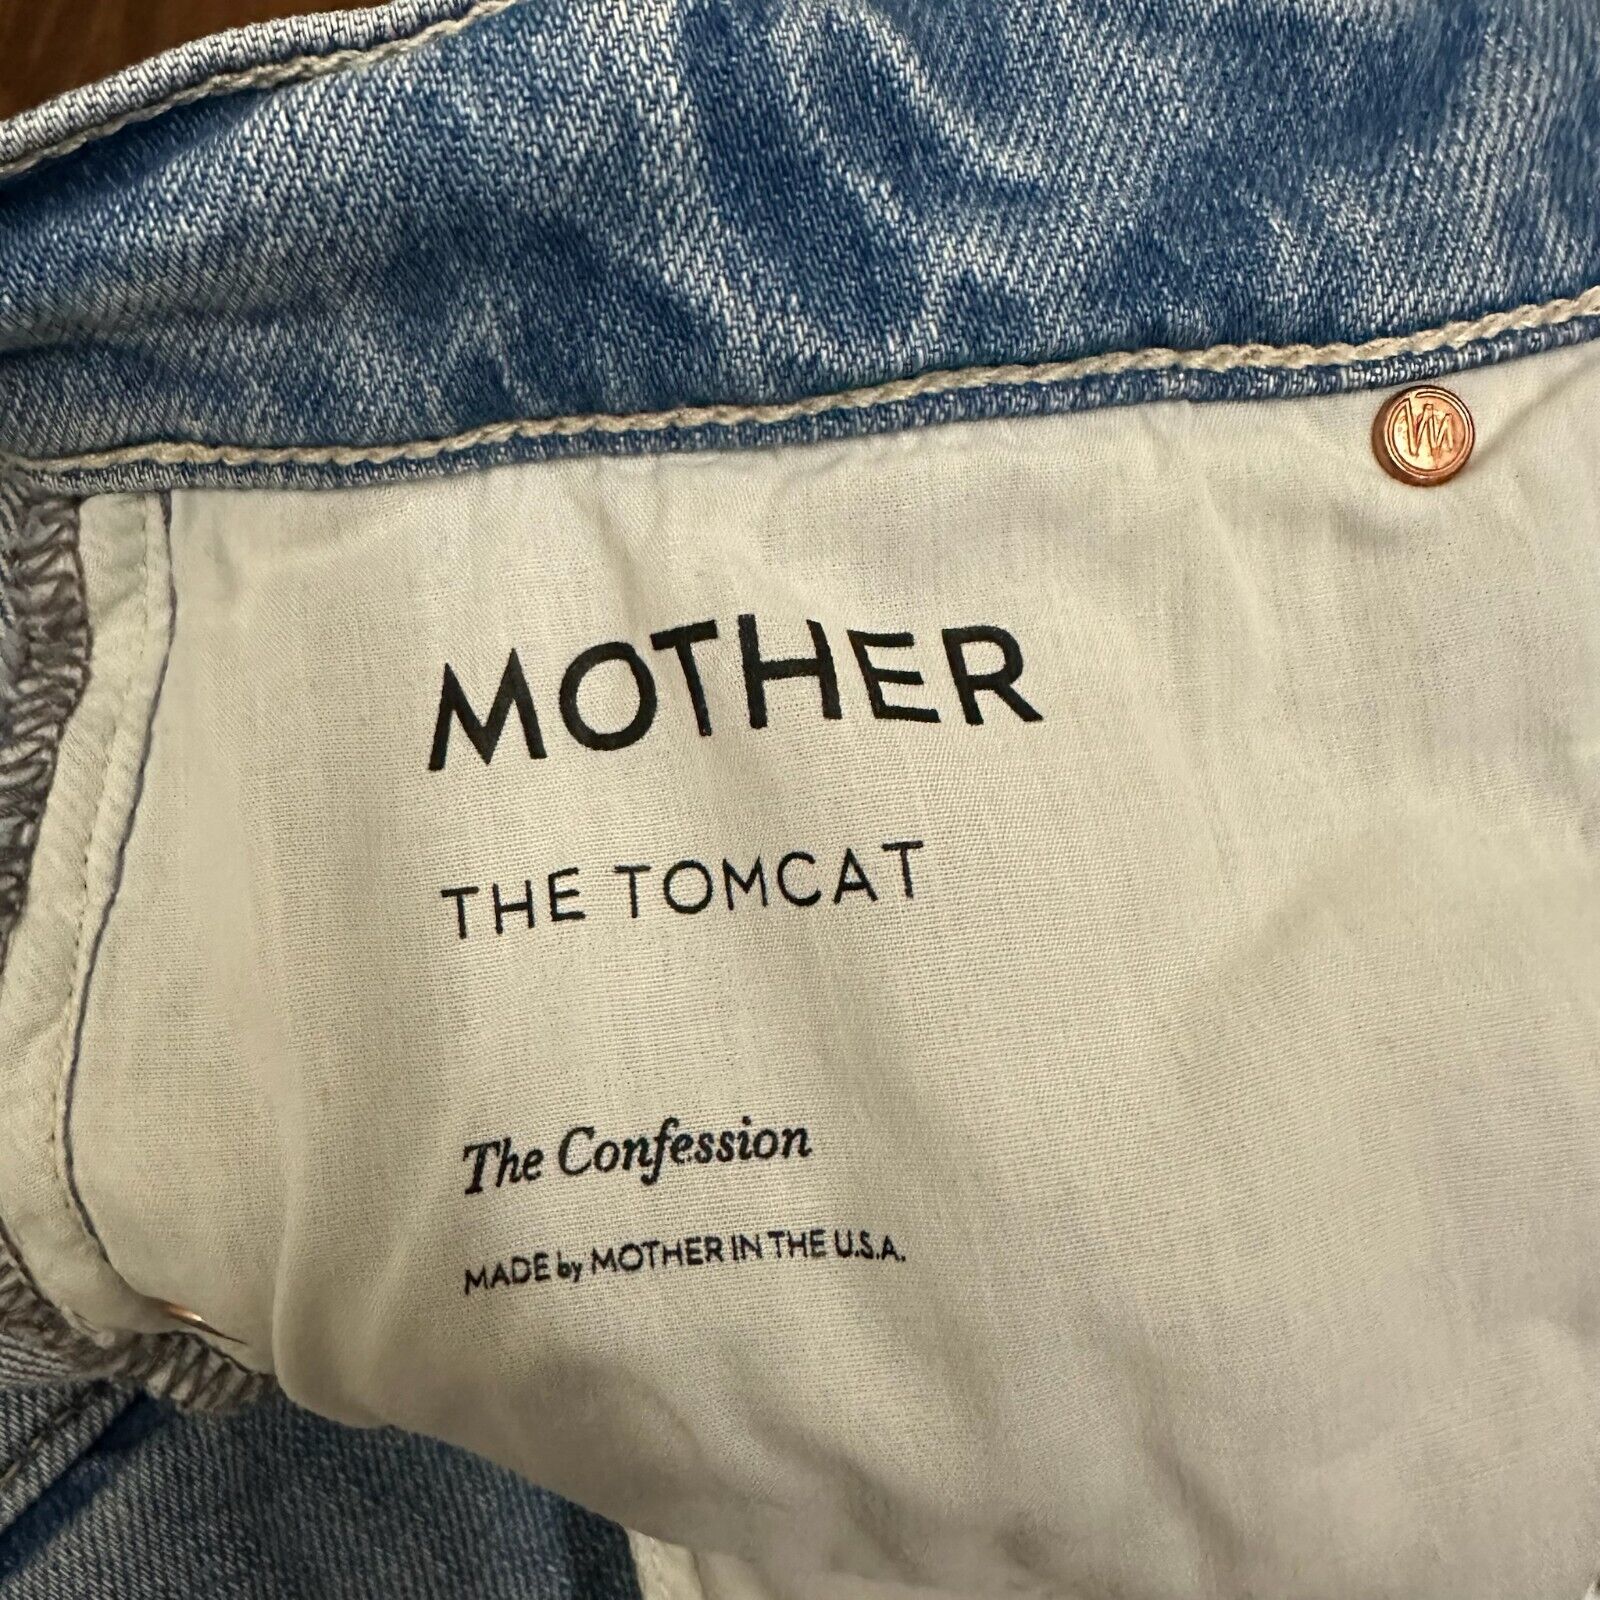 MOTHER
THE TOMCAT
The Confession
MADE by MOTHER IN THE U.S.A.